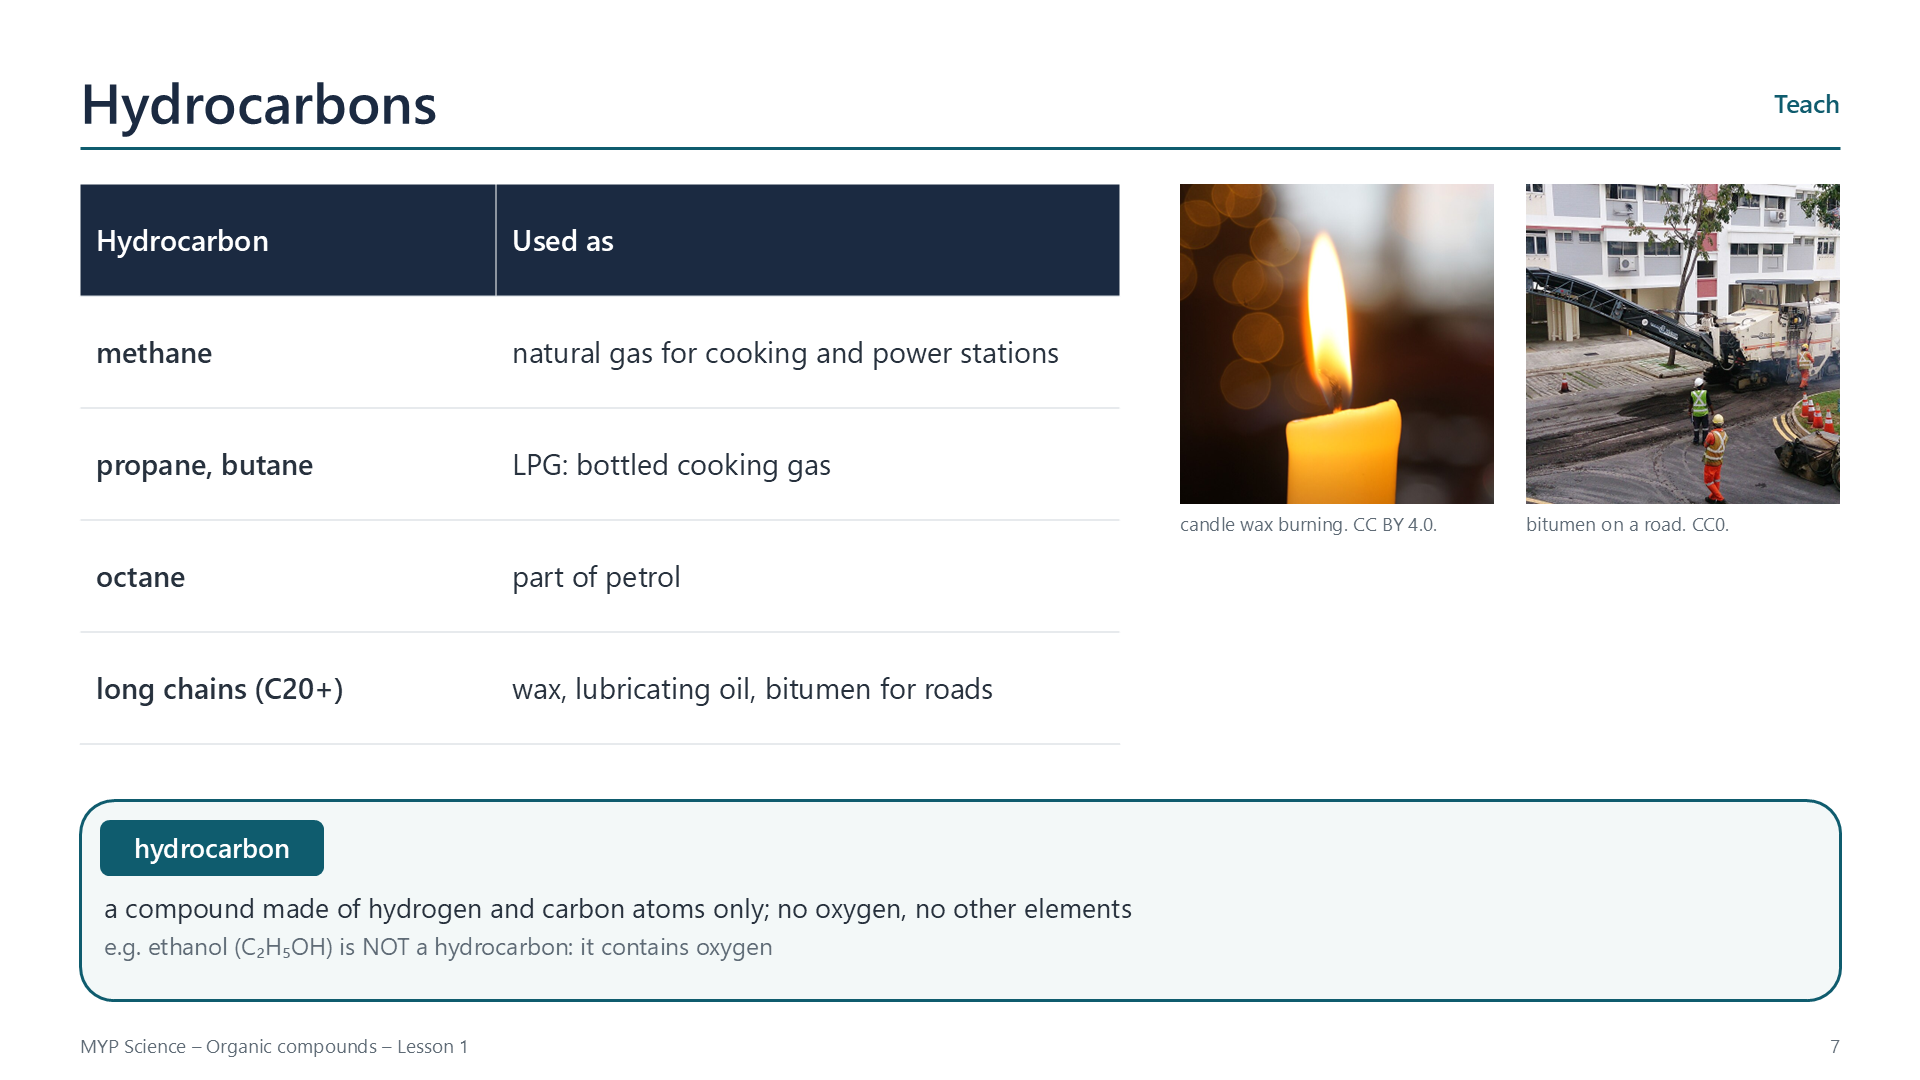 Hydrocarbons
Teach
Hydrocarbon
Used as
methane
natural gas for cooking and power stations
propane, butane
LPG: bottled cooking gas
octane
part of petrol
long chains (C20+)
wax, lubricating oil, bitumen for roads
candle wax burning. CC BY 4.0.
bitumen on a road. CC0.
hydrocarbon
a compound made of hydrogen and carbon atoms only; no oxygen, no other elements
e.g. ethanol (C₂H₅OH) is NOT a hydrocarbon: it contains oxygen
MYP Science – Organic compounds – Lesson 1
7